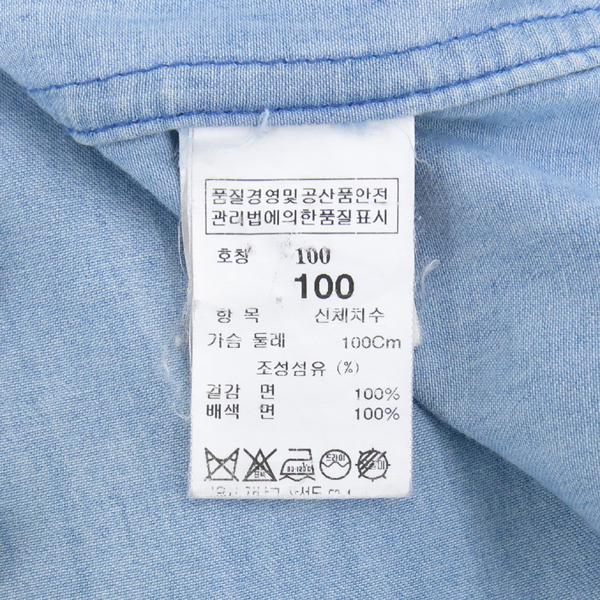 품질경영및공산품안전
관리법에의한품질표시
호칭 100
100
항 목 신체치수
가슴 둘레 100Cm
조성섬유 (%)
겉감 면 100%
배색 면 100%
드라이